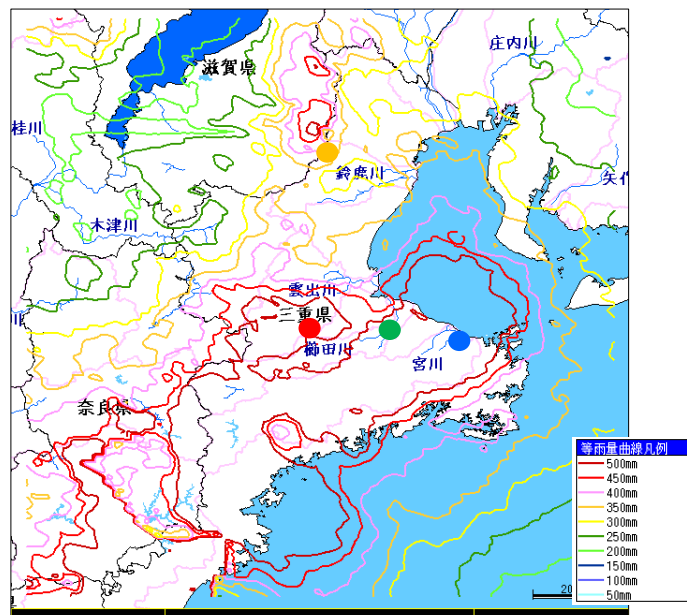 庄内川
滋賀県
桂川
鈴鹿川
矢作
木津川
雲出川
三重県
川
櫛田川
宮川
奈良県
等雨量曲線凡例
500mm
450mm
400mm
350mm
300mm
250mm
200mm
150mm
100mm
50mm
20